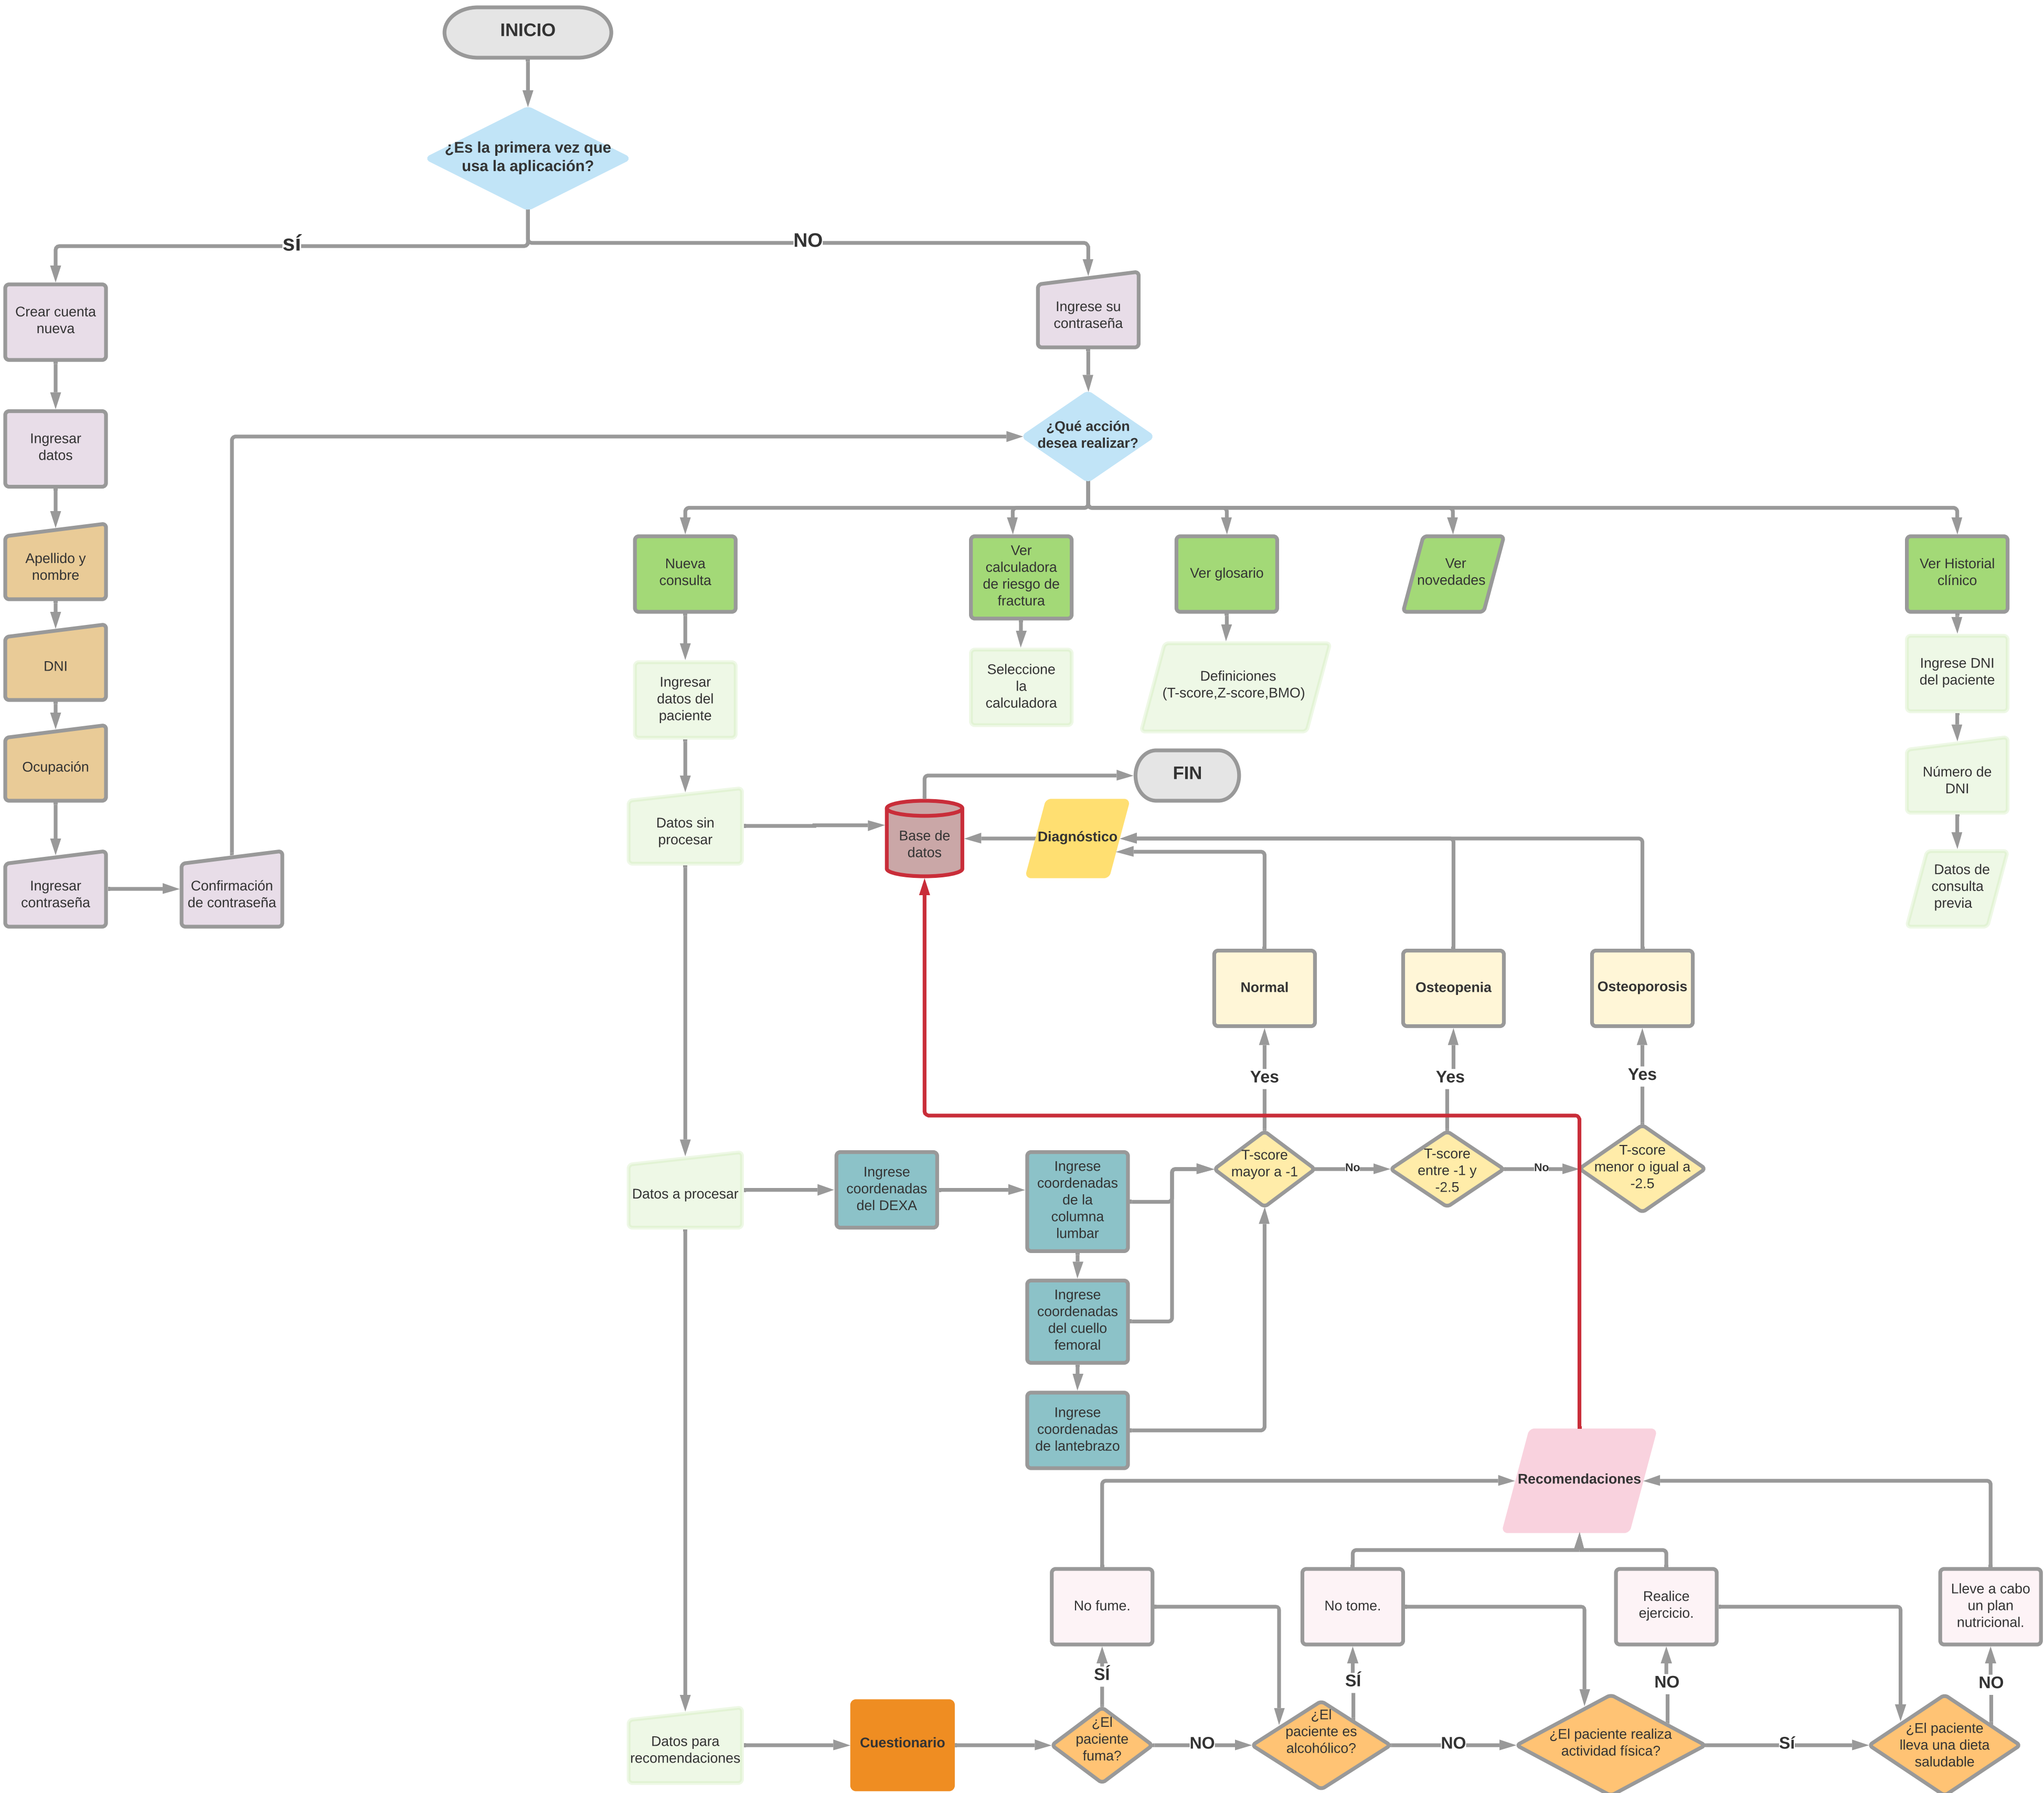 INICIO
¿Es la primera vez que
usa la aplicación?
SÍ
NO
Crear cuenta
nueva
Ingresar
datos
Apellido y
nombre
DNI
Ocupación
Ingresar
contraseña
Confirmación
de contraseña
Ingrese su
contraseña
¿Qué acción
desea realizar?
Nueva
consulta
Ver
calculadora
de riesgo de
fractura
Ver glosario
Ver
novedades
Ver Historial
clínico
Ingresar
datos del
paciente
Seleccione
la
calculadora
Definiciones
(T-score,Z-score,BMO)
Ingrese DNI
del paciente
Número de
DNI
Datos de
consulta
previa
FIN
Datos sin
procesar
Base de
datos
Diagnóstico
Normal
Osteopenia
Osteoporosis
Yes
Yes
Yes
T-score
mayor a -1
No
T-score
entre -1 y
-2.5
No
T-score
menor o igual a
-2.5
Datos a procesar
Ingrese
coordenadas
del DEXA
Ingrese
coordenadas
de la
columna
lumbar
Ingrese
coordenadas
del cuello
femoral
Ingrese
coordenadas
de lantebrazo
Recomendaciones
No fume.
No tome.
Realice
ejercicio.
Lleve a cabo
un plan
nutricional.
SÍ
SÍ
NO
NO
Datos para
recomendaciones
Cuestionario
¿El
paciente
fuma?
NO
¿El
paciente es
alcohólico?
NO
¿El paciente realiza
actividad física?
Sí
¿El paciente
lleva una dieta
saludable